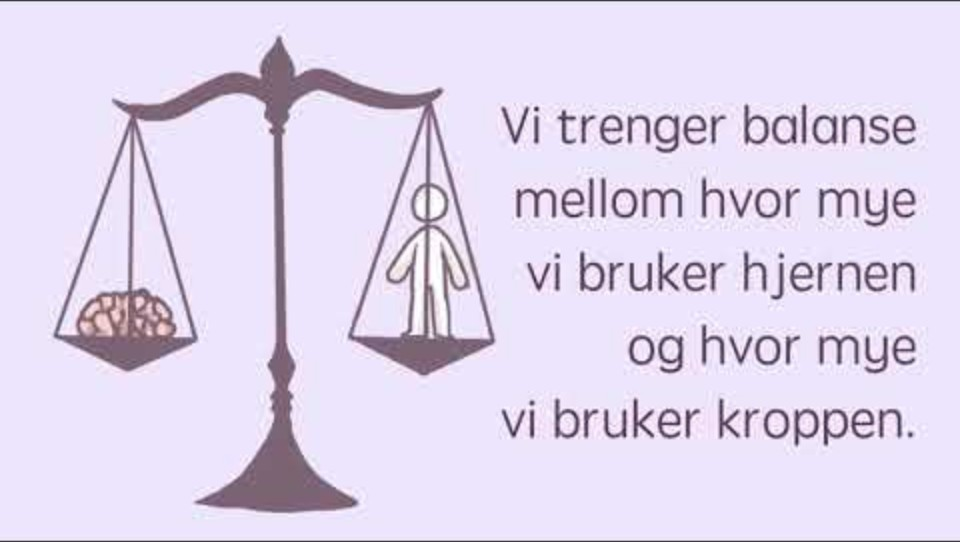 Vi trenger balanse
mellom hvor mye
vi bruker hjernen
og hvor mye
vi bruker kroppen.